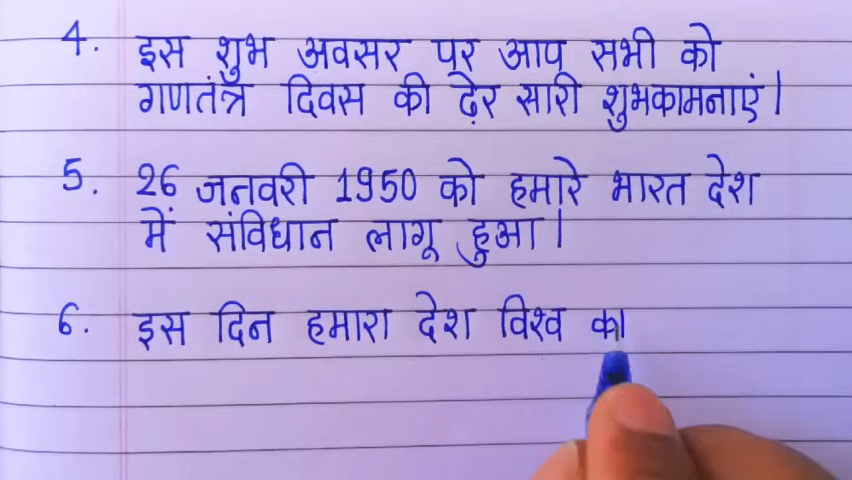 4. इस शुभ अवसर पर आप सभी को
गणतंत्र दिवस की ढ़ेर सारी शुभकामनाएं।
5. 26 जनवरी 1950 को हमारे भारत देश
में संविधान लागू हुआ।
6. इस दिन हमारा देश विश्व का